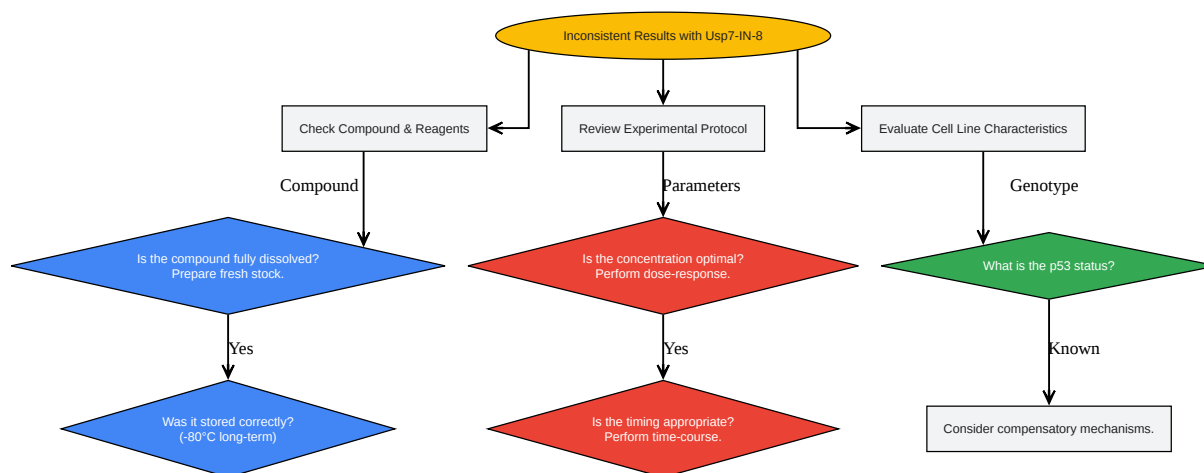 Inconsistent Results with Usp7-IN-8
Check Compound & Reagents
Review Experimental Protocol
Evaluate Cell Line Characteristics
Compound
Parameters
Genotype
Is the compound fully dissolved?
Prepare fresh stock.
Is the concentration optimal?
Perform dose-response.
What is the p53 status?
Yes
Yes
Known
Was it stored correctly?
(-80°C long-term)
Is the timing appropriate?
Perform time-course.
Consider compensatory mechanisms.